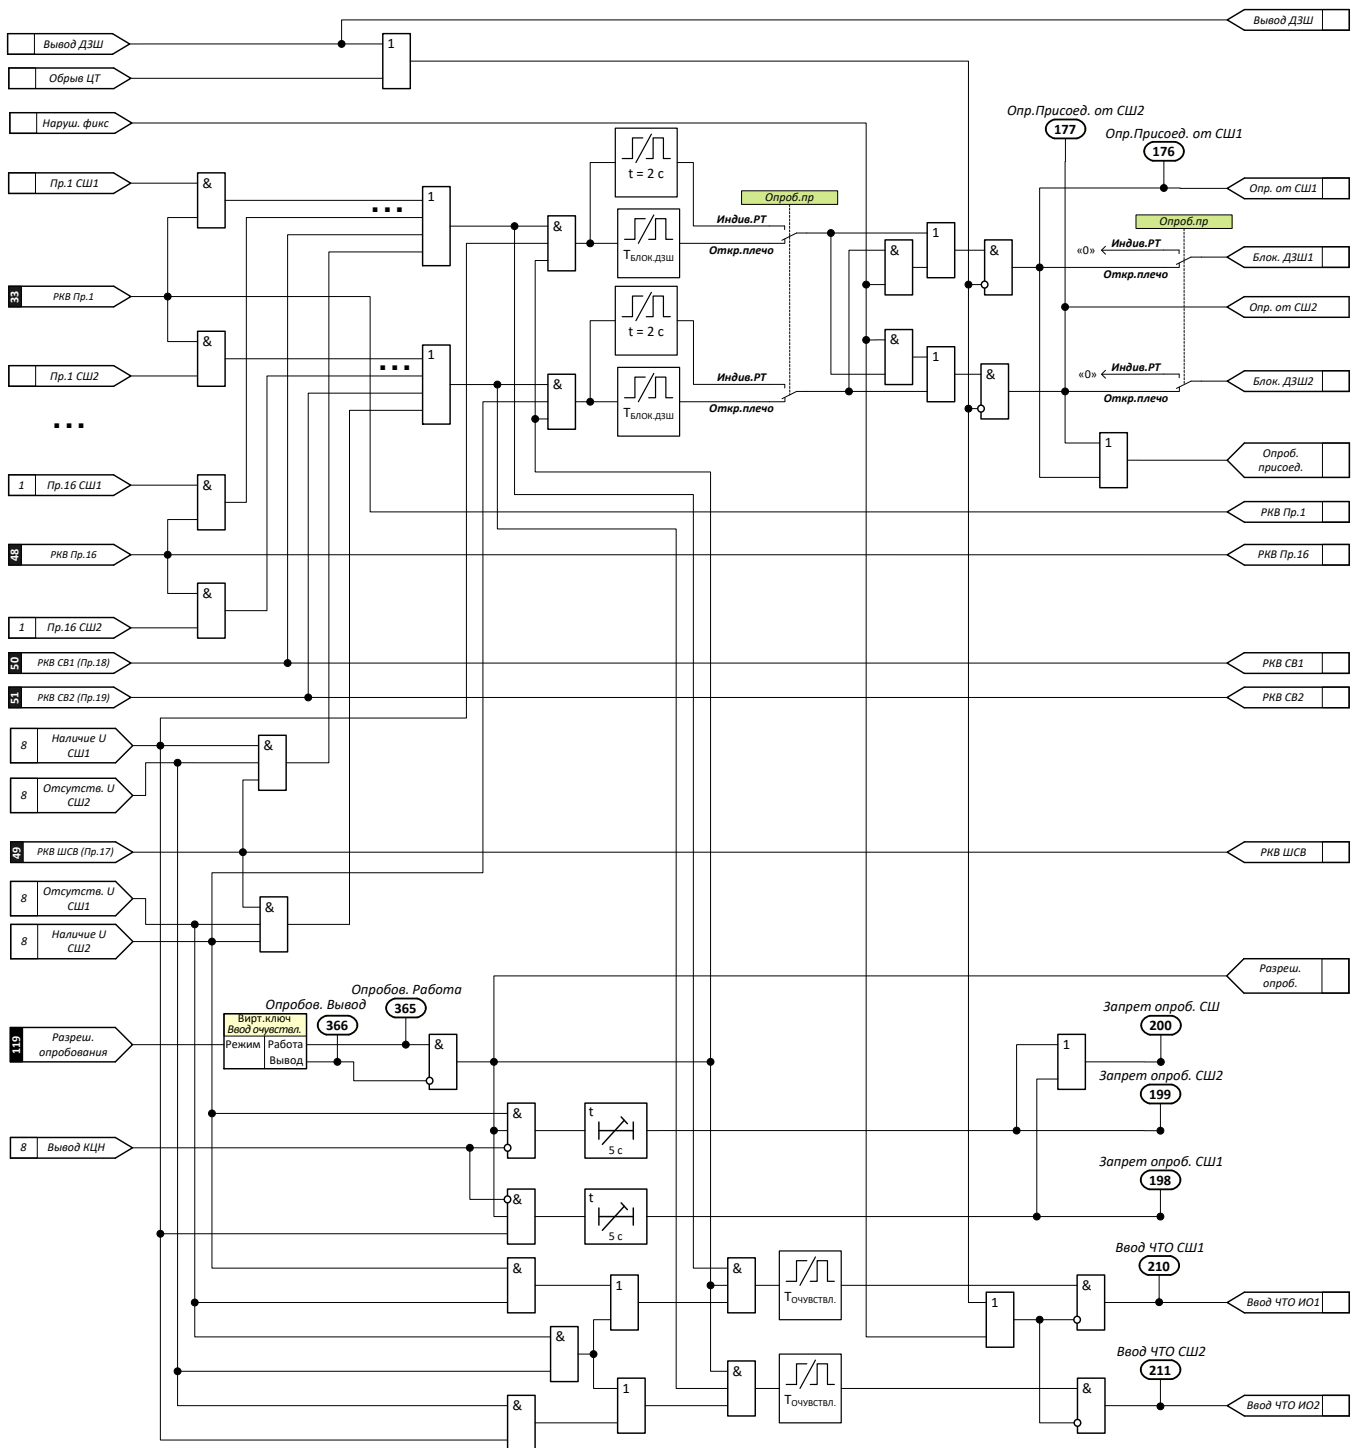 Вывод ДЗШ
Вывод ДЗШ
1
Обрыв ЦТ
Наруш. фикс
Опр.Присоед. от СШ2
177
Опр.Присоед. от СШ1
176
t = 2 с
Пр.1 СШ1
&
1
...
Опроб.пр
Опр. от СШ1
Индив.РТ
Опроб.пр
&
TБЛОК.ДЗШ
Откр.плечо
&
1
&
«0»
Индив.РТ
Откр.плечо
Блок. ДЗШ1
33
РКВ Пр.1
t = 2 с
Опр. от СШ2
&
1
...
Пр.1 СШ2
&
TБЛОК.ДЗШ
Индив.РТ
Откр.плечо
&
1
&
«0»
Индив.РТ
Откр.плечо
Блок. ДЗШ2
...
1
Опроб.
присоед.
1
Пр.16 СШ1
&
РКВ Пр.1
48
РКВ Пр.16
РКВ Пр.16
&
1
Пр.16 СШ2
50
РКВ СВ1 (Пр.18)
РКВ СВ1
51
РКВ СВ2 (Пр.19)
РКВ СВ2
8
Наличие U
СШ1
&
8
Отсутств. U
СШ2
49
РКВ ШСВ (Пр.17)
РКВ ШСВ
8
Отсутств. U
СШ1
&
8
Наличие U
СШ2
Разреш.
опроб.
Опробов. Работа
365
Опробов. Вывод
366
Вирт.ключ
Ввод очувствл.
Режим
Работа
Вывод
&
119
Разреш.
опробования
Запрет опроб. СШ
200
1
Запрет опроб. СШ2
199
8
Вывод КЦН
&
t
5 с
Запрет опроб. СШ1
198
&
t
5 с
Ввод ЧТО СШ1
210
&
1
&
TОЧУВСТВЛ.
1
&
Ввод ЧТО ИО1
&
Ввод ЧТО СШ2
211
&
1
&
TОЧУВСТВЛ.
&
Ввод ЧТО ИО2